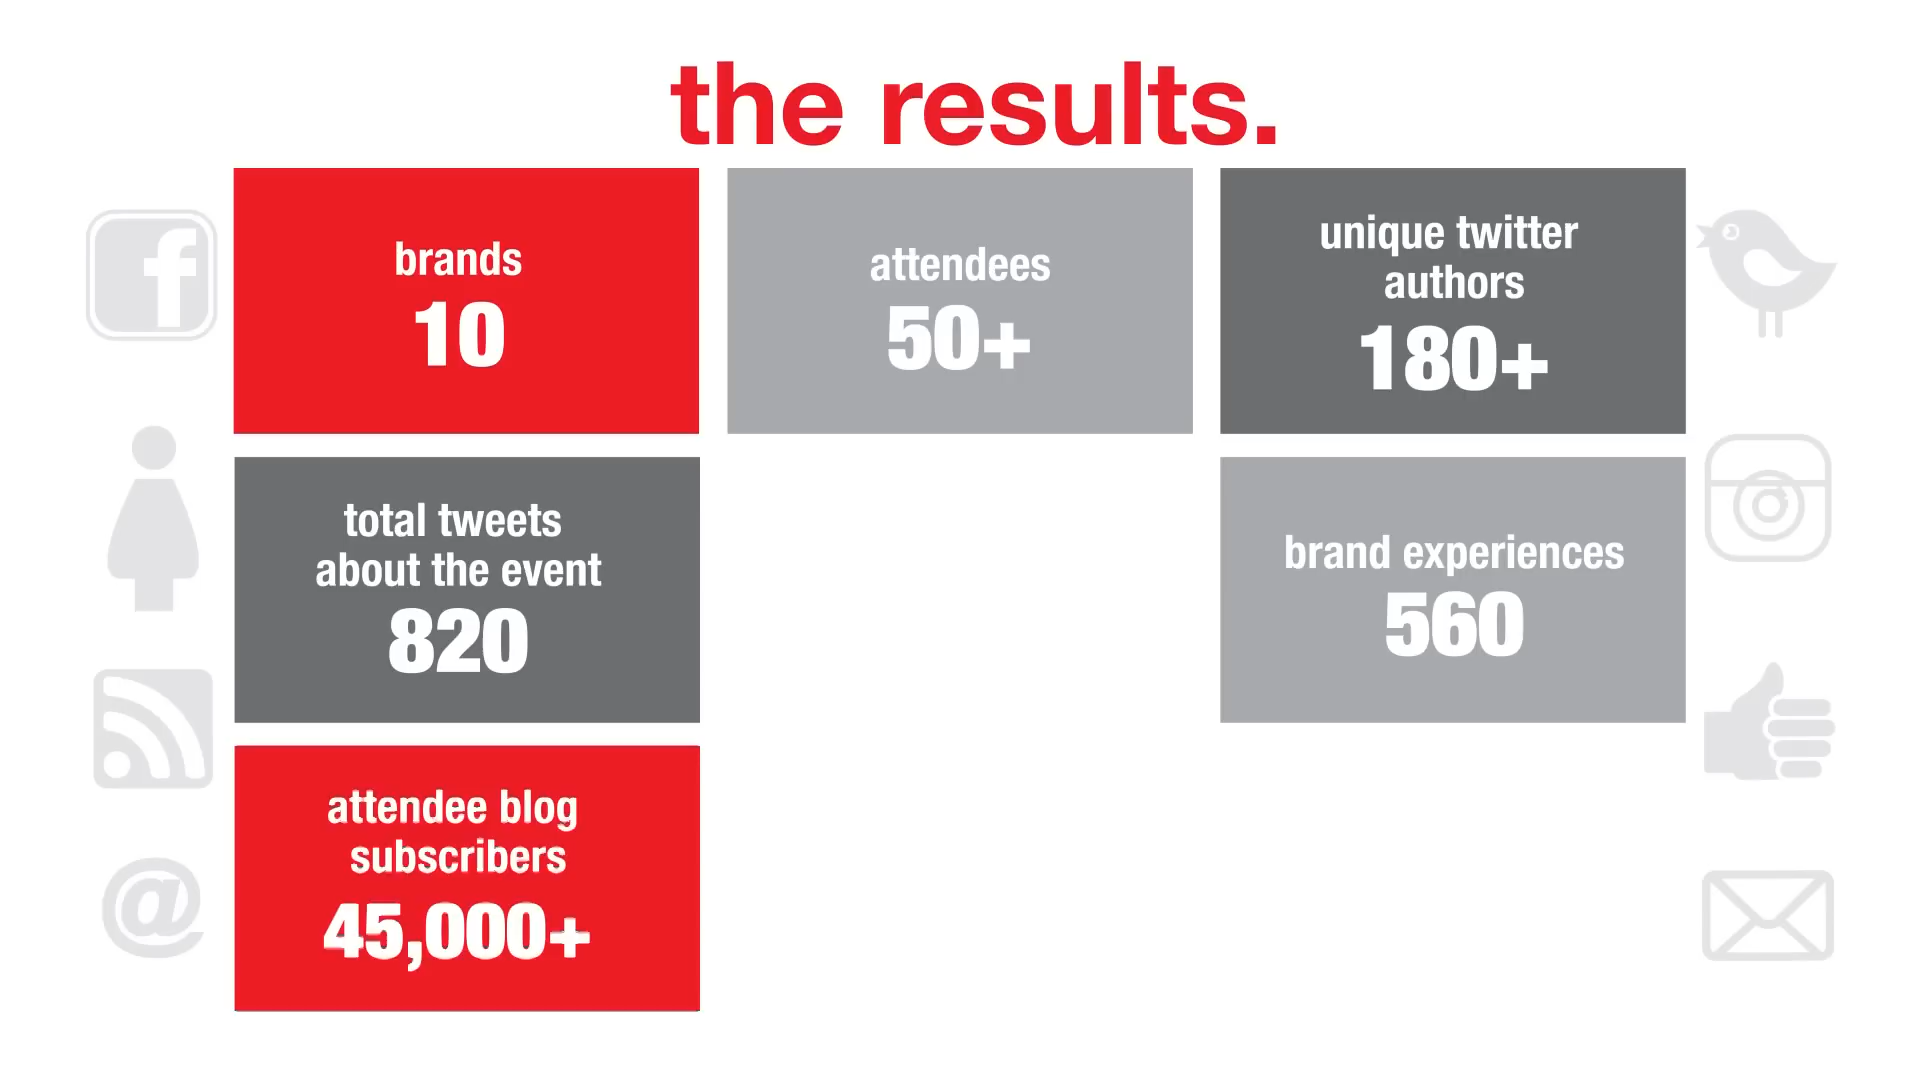 the results.
brands
10
attendees
50+
unique twitter
authors
180+
total tweets
about the event
820
brand experiences
560
attendee blog
subscribers
45,000+